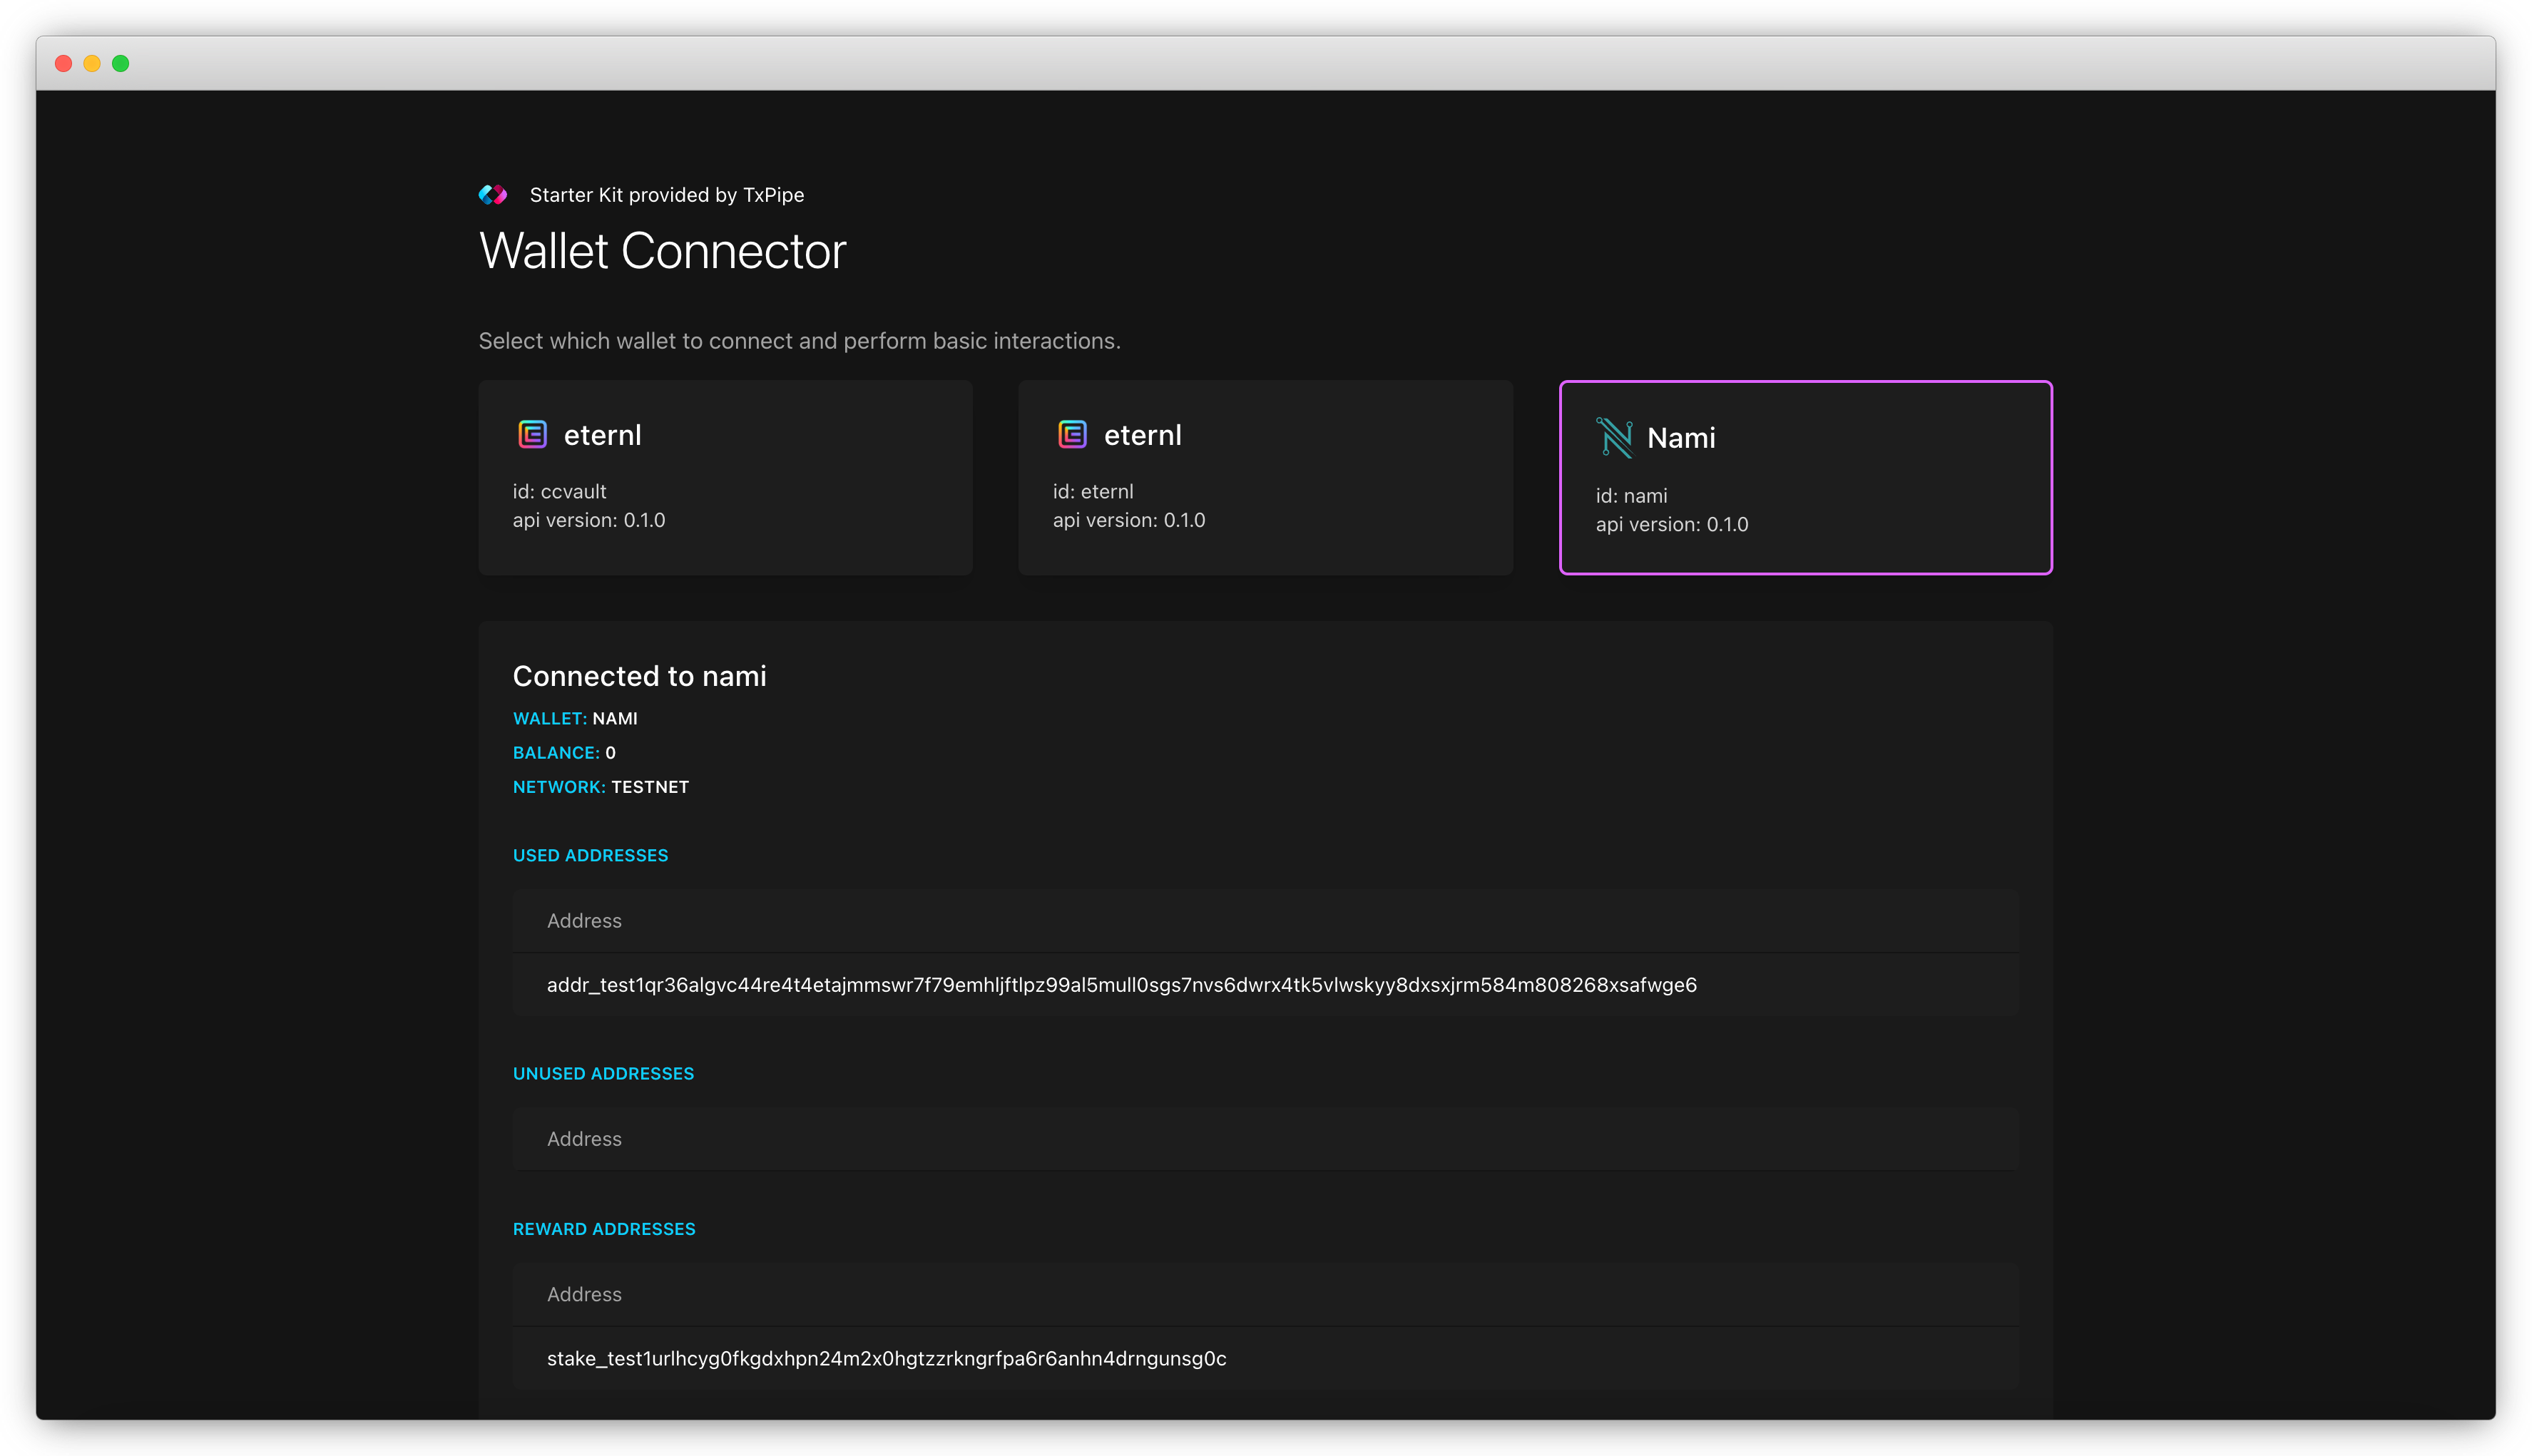 Starter Kit provided by TxPipe
Wallet Connector
Select which wallet to connect and perform basic interactions.
eternl
id: ccvault
api version: 0.1.0
eternl
id: eternl
api version: 0.1.0
Nami
id: nami
api version: 0.1.0
Connected to nami
WALLET: NAMI
BALANCE: 0
NETWORK: TESTNET
USED ADDRESSES
Address
addr_test1qr36algvc44re4t4etajmmswr7f79emhljftlpz99al5mull0sgs7nvs6dwrx4tk5vlwskyy8dxsxjrm584m808268xsafwge6
UNUSED ADDRESSES
Address
REWARD ADDRESSES
Address
stake_test1urlhcyg0fkgdxhpn24m2x0hgtzzrkngrfpa6r6anhn4drngunsg0c